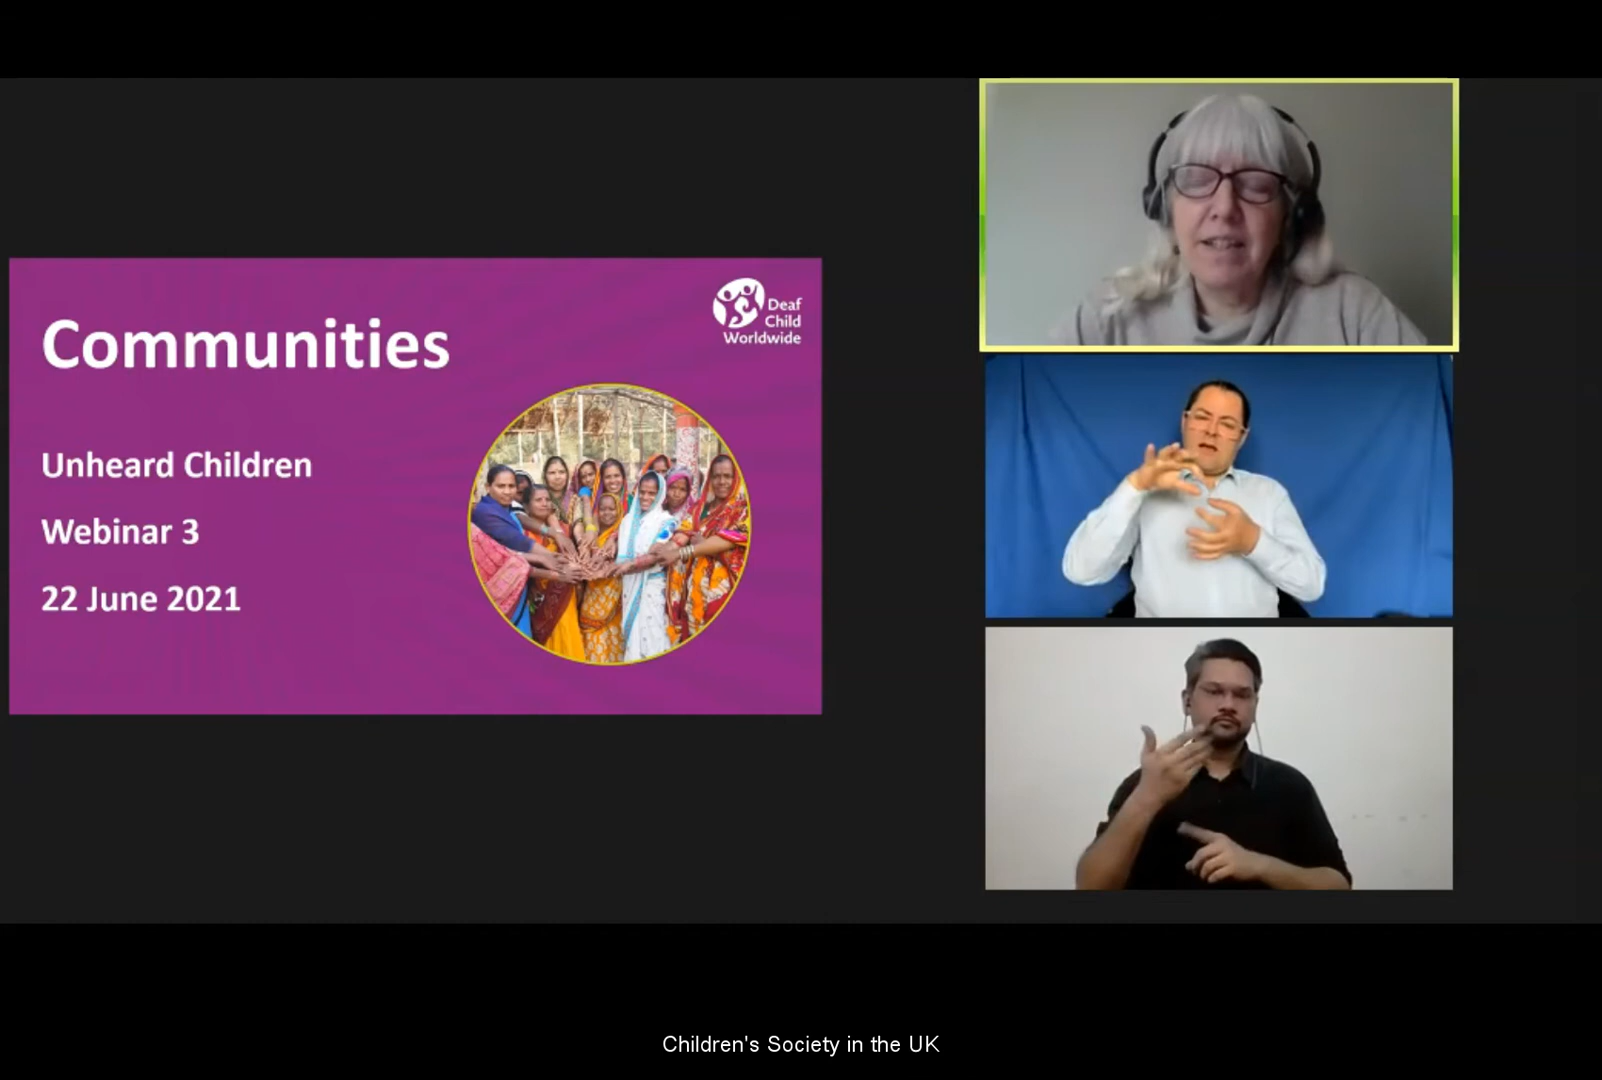 Communities
Deaf
Child
Worldwide
Unheard Children
Webinar 3
22 June 2021
Children's Society in the UK